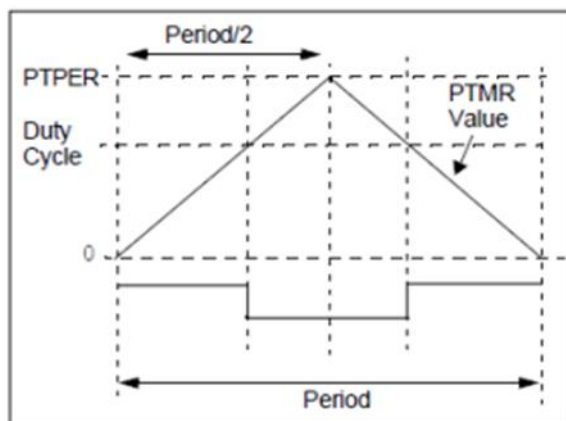 Period/2
PTPER
PTMR
Value
Duty
Cycle
0
Period